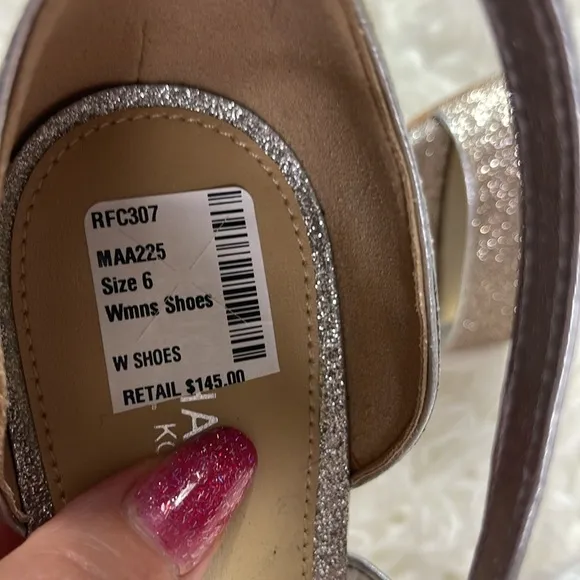 RFC307
MAA225
Size 6
Wmns Shoes
W SHOES
RETAIL $145.00